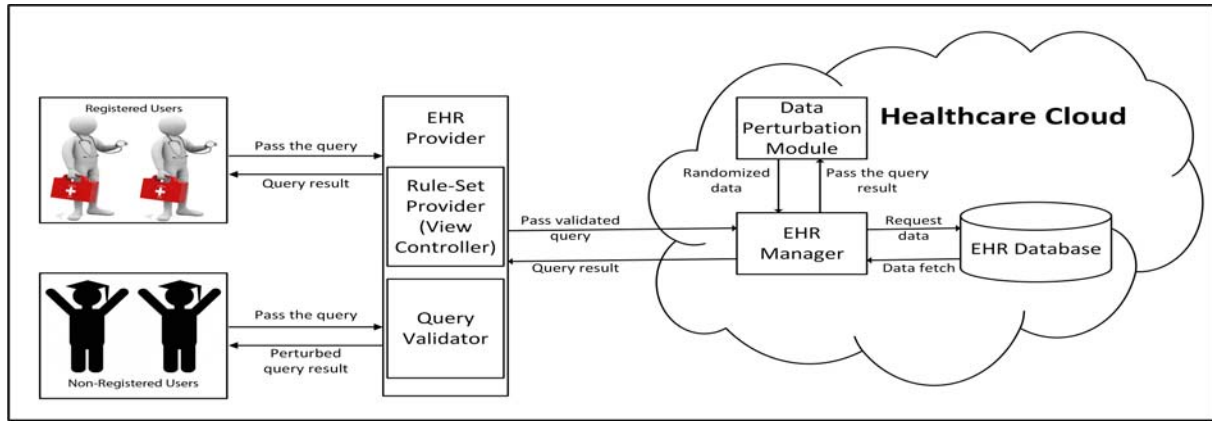 Registered Users
Pass the query
Query result
Non-Registered Users
Pass the query
Perturbed
query result
EHR
Provider
Rule-Set
Provider
(View
Controller)
Query
Validator
Pass validated
query
Query result
Healthcare Cloud
Data
Perturbation
Module
Randomized
data
Pass the query
result
EHR
Manager
Request
data
Data fetch
EHR Database